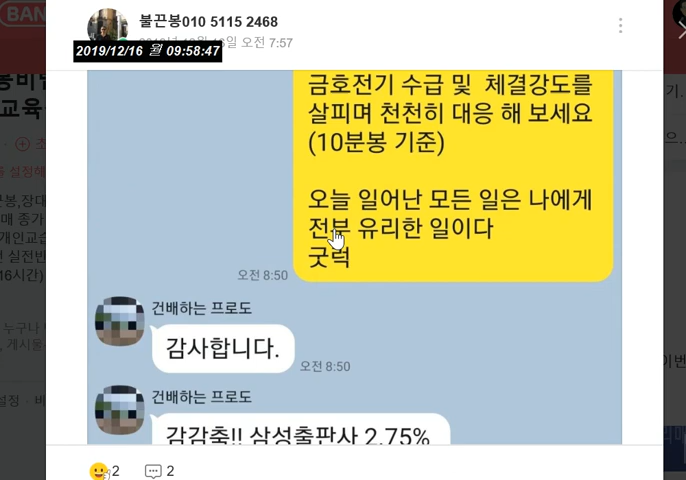 BAN
불끈봉010 5115 2468
2019/12/16 월 09:58:47
오전 7:57
금호전기 수급 및 체결강도를
살피며 천천히 대응 해 보세요
(10분봉 기준)
오늘 일어난 모든 일은 나에게
전부 유리한 일이다
굿럭
오전 8:50
건배하는 프로도
감사합니다.
오전 8:50
건배하는 프로도
감감축!! 삼성출판사 2.75%
2
2